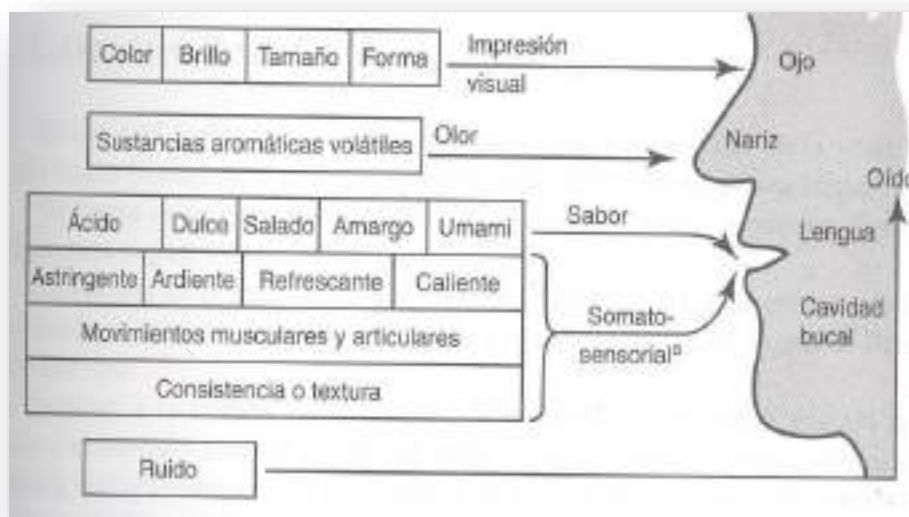 Color Brillo Tamaño Forma
Impresión
visual
Ojo
Sustancias aromáticas volátiles
Olor
Nariz
Oído
Ácido Dulce Salado Amargo Umami
Sabor
Lengua
Astringente Ardiente Refrescante Caliente
Movimientos musculares y articulares
Consistencia o textura
Somato-
sensorialª
Cavidad
bucal
Ruido